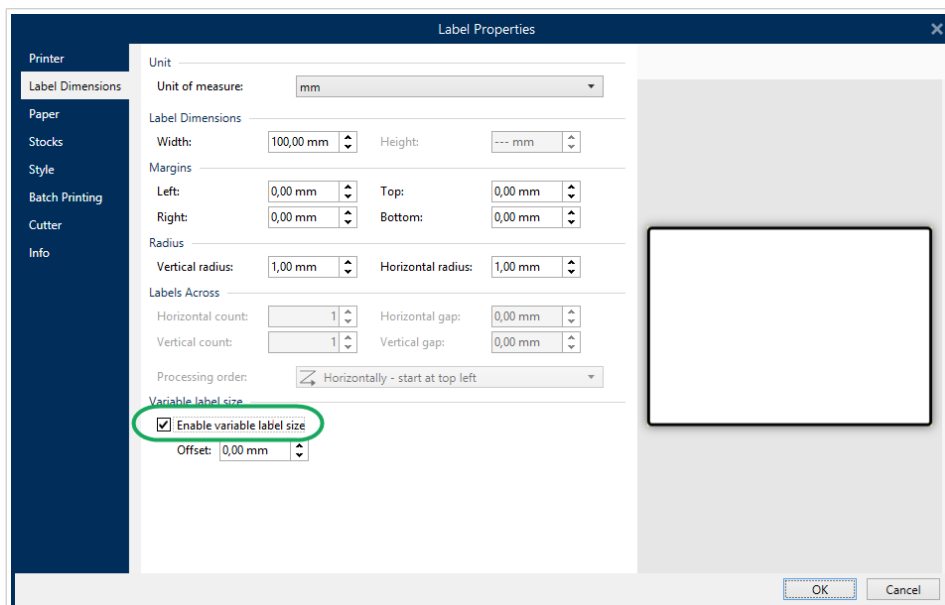 Label Properties
Printer
Label Dimensions
Paper
Stocks
Style
Batch Printing
Cutter
Info
Unit
Unit of measure: mm
Label Dimensions
Width: 100,00 mm Height: --- mm
Margins
Left: 0,00 mm Top: 0,00 mm
Right: 0,00 mm Bottom: 0,00 mm
Radius
Vertical radius: 1,00 mm Horizontal radius: 1,00 mm
Labels Across
Horizontal count: 1 Horizontal gap: 0,00 mm
Vertical count: 1 Vertical gap: 0,00 mm
Processing order: Horizontally - start at top left
Variable label size
Enable variable label size
Offset: 0,00 mm
OK Cancel